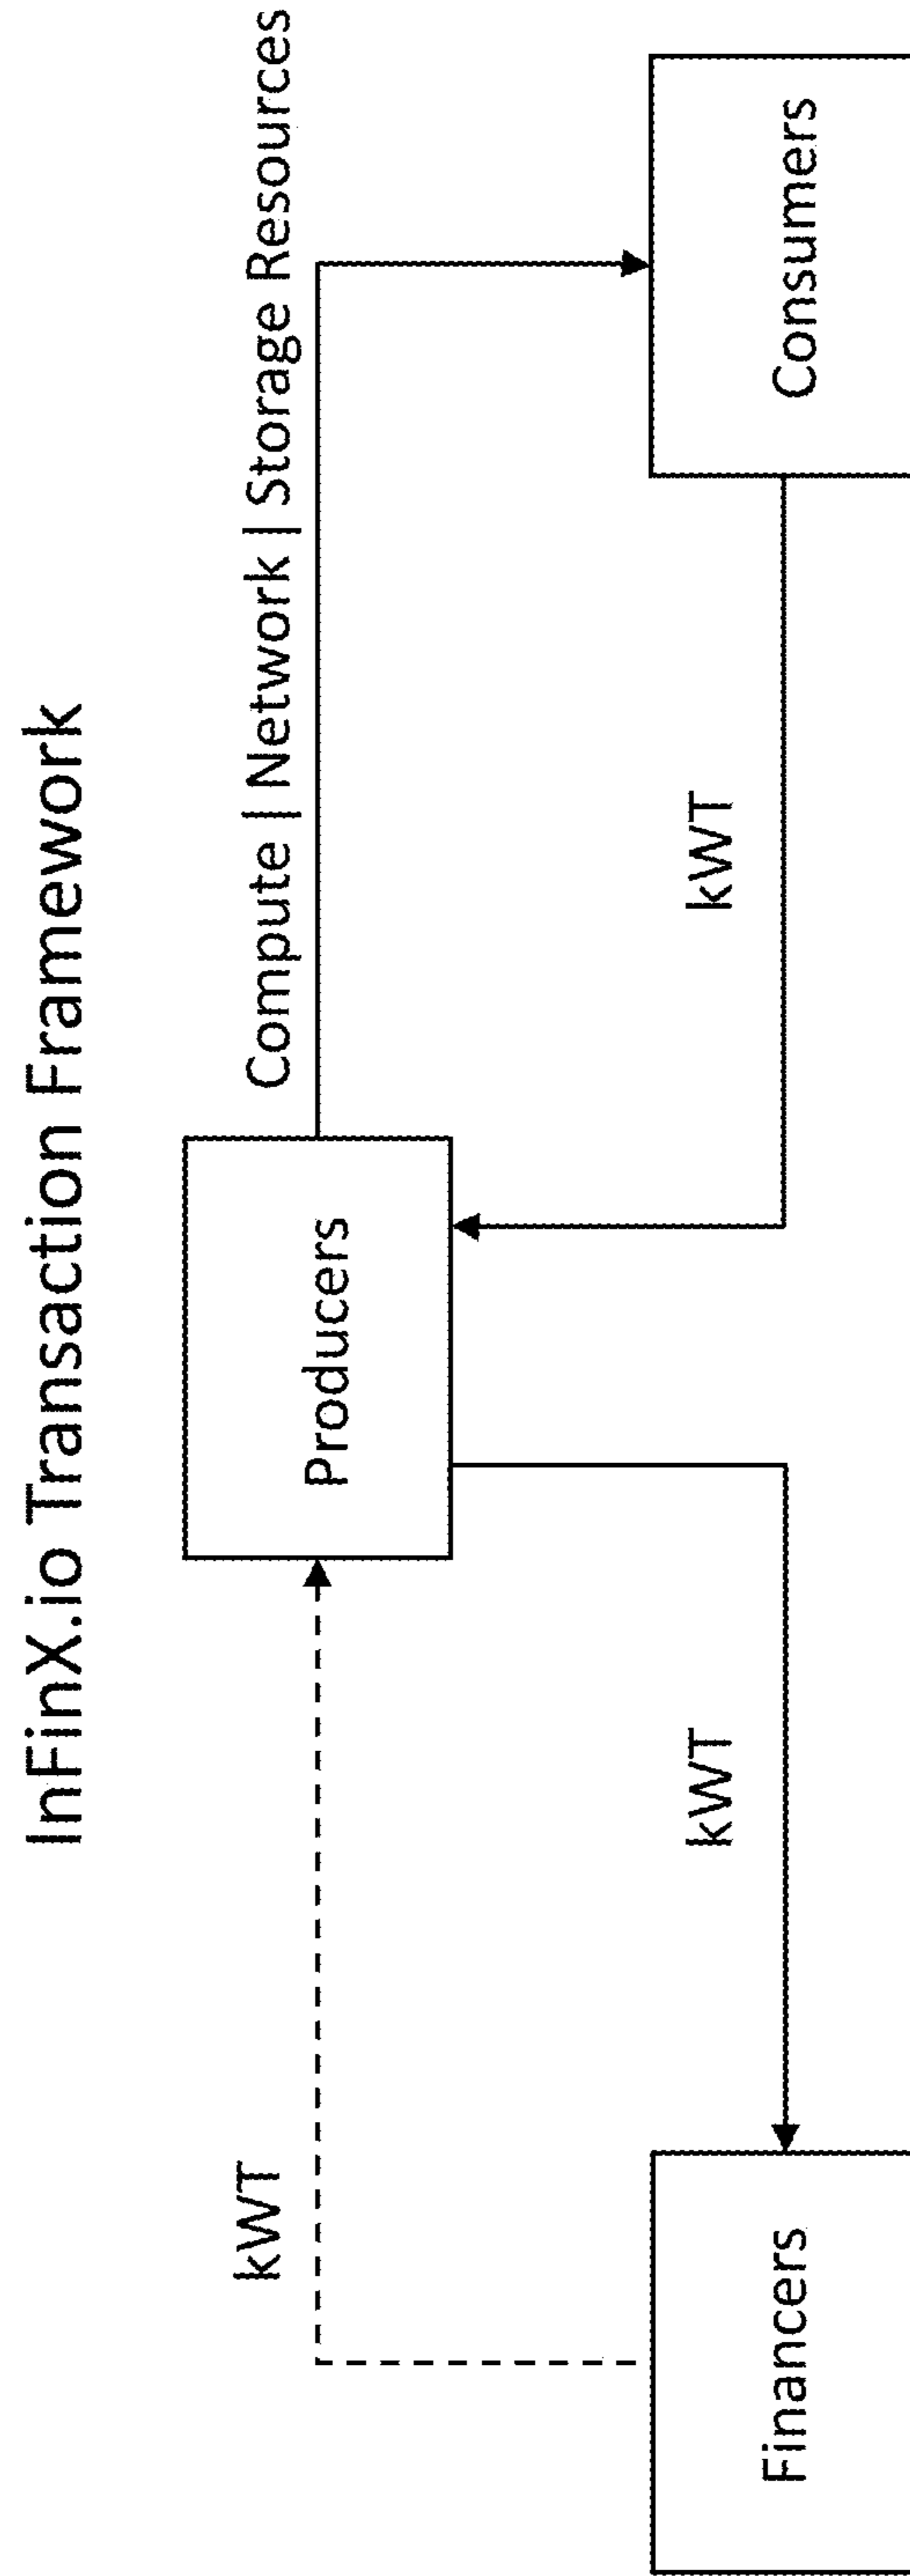 InFinX.io Transaction Framework
kWT
Compute | Network | Storage Resources
Producers
kWT
kWT
Financers
Consumers